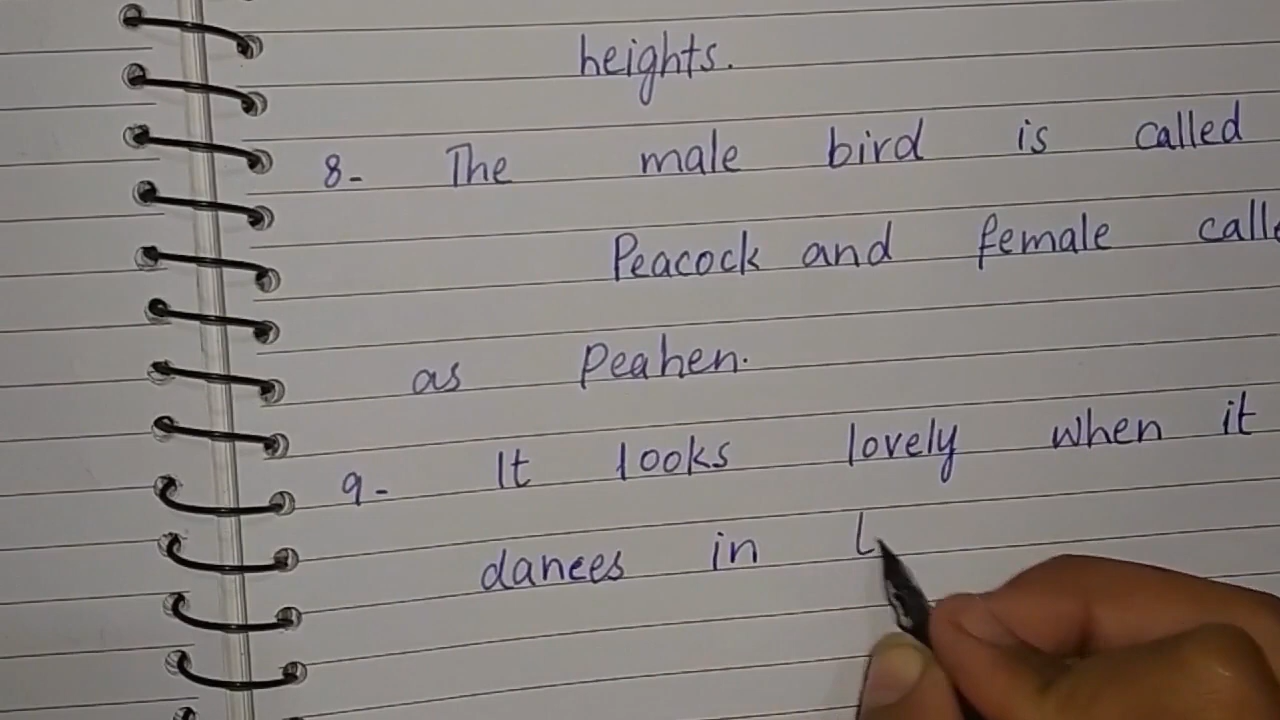 heights.
8- The male bird is called
Peacock and female
as Peahen.
9- It looks lovely when it
dances in